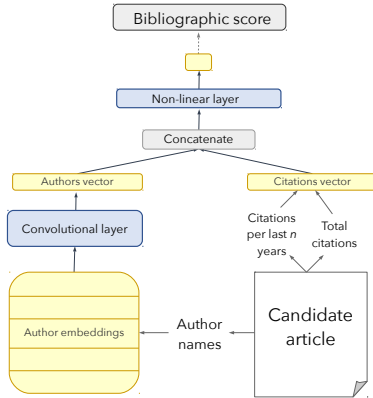 Bibliographic score
Non-linear layer
Concatenate
Authors vector
Citations vector
Convolutional layer
Citations
per last n
years
Total
citations
Author embeddings
Author
names
Candidate
article